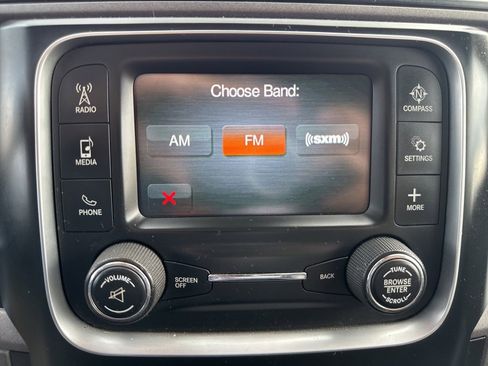 Choose Band:
AM FM sxm
RADIO
MEDIA
PHONE
COMPASS
SETTINGS
MORE
VOLUME
SCREEN
OFF
BACK
TUNE
BROWSE
ENTER
SCROLL